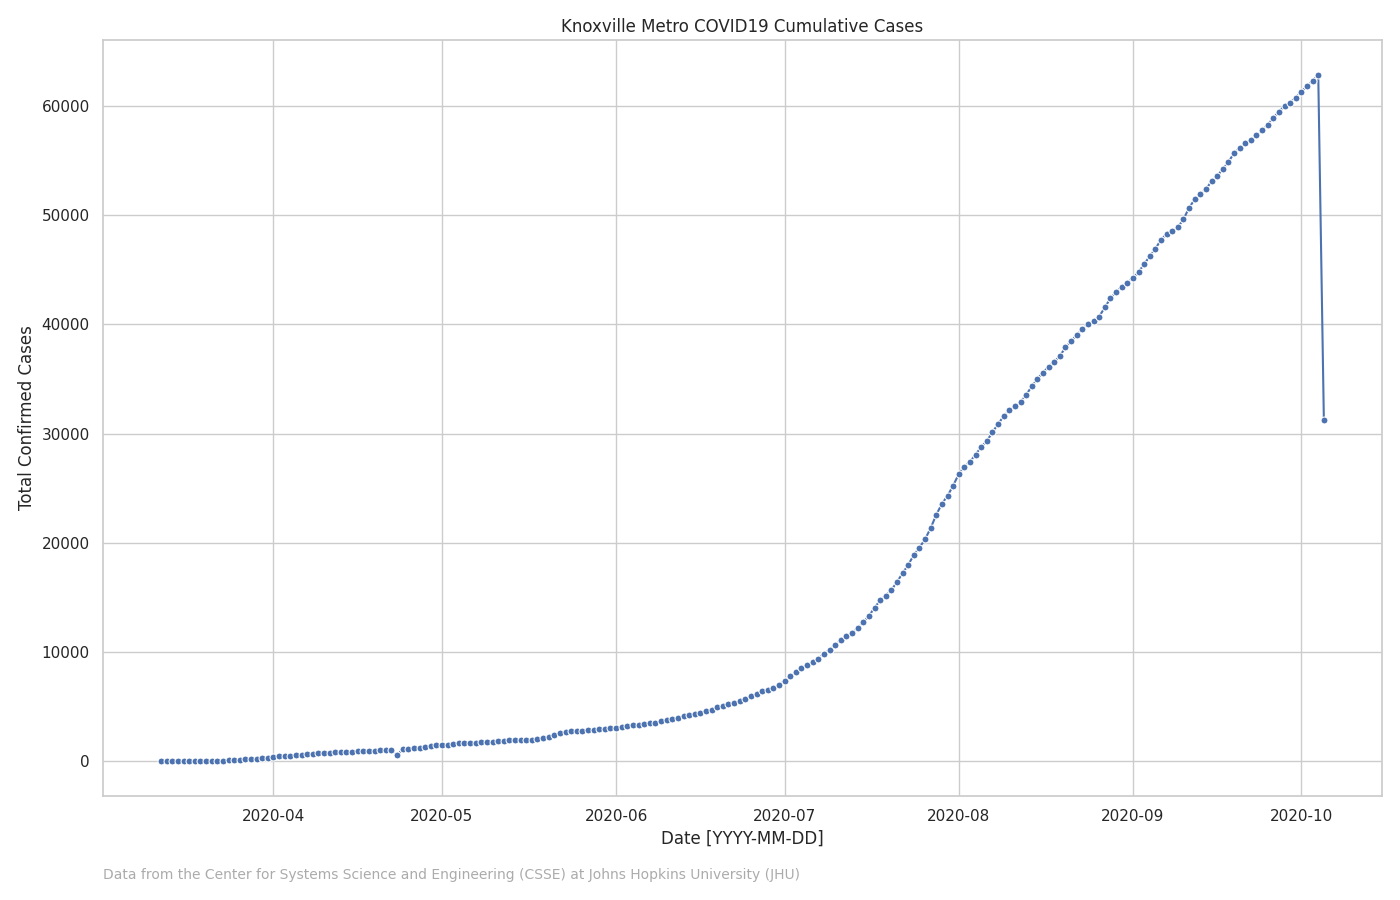 Knoxville Metro COVID19 Cumulative Cases
60000
50000
40000
30000
20000
10000
0
Total Confirmed Cases
2020-04 2020-05 2020-06 2020-07 2020-08 2020-09 2020-10
Date [YYYY-MM-DD]
Data from the Center for Systems Science and Engineering (CSSE) at Johns Hopkins University (JHU)